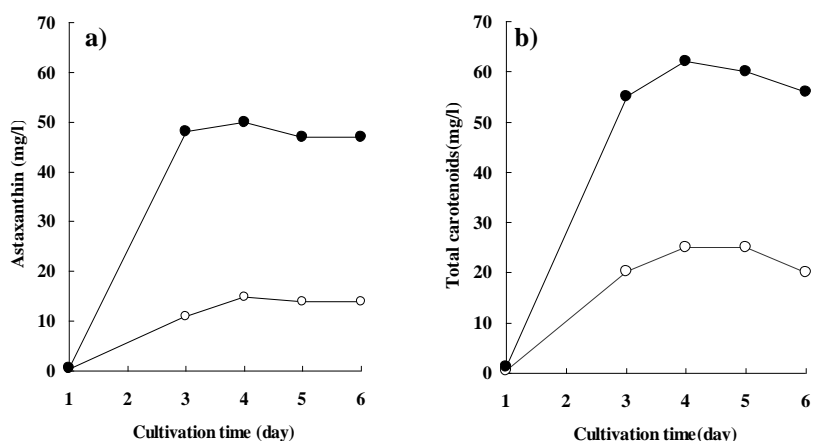 a)
70
60
50
40
30
20
10
0
Astaxanthin (mg/l)
1 2 3 4 5 6
Cultivation time (day)
b)
70
60
50
40
30
20
10
0
Total carotenoids(mg/l)
1 2 3 4 5 6
Cultivation time(day)